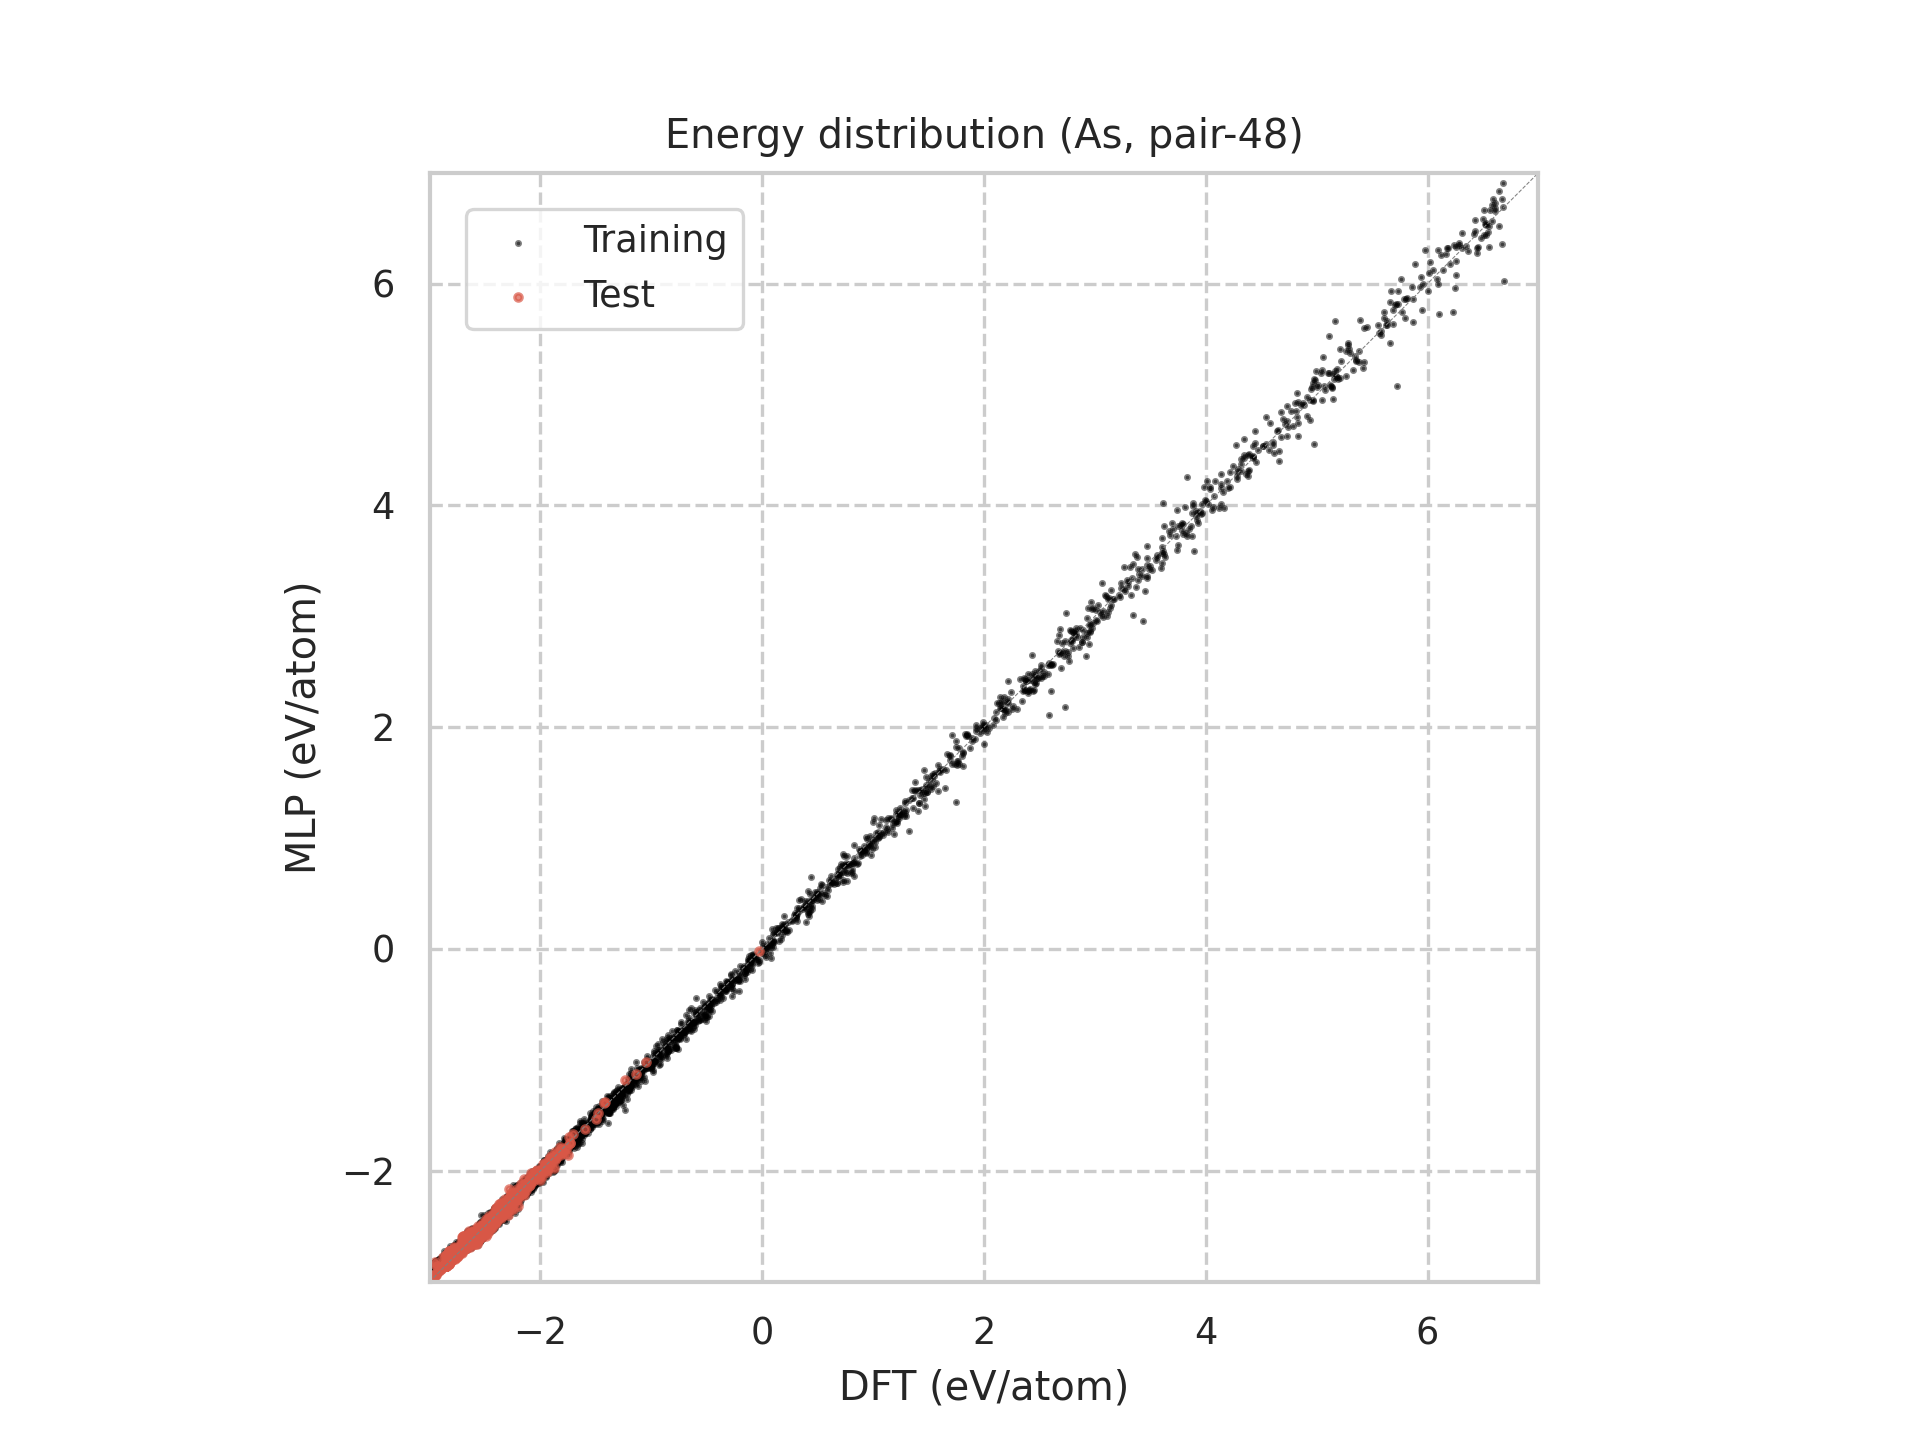 Energy distribution (As, pair-48)
Training
Test
6
4
2
0
−2
MLP (eV/atom)
−2 0 2 4 6
DFT (eV/atom)